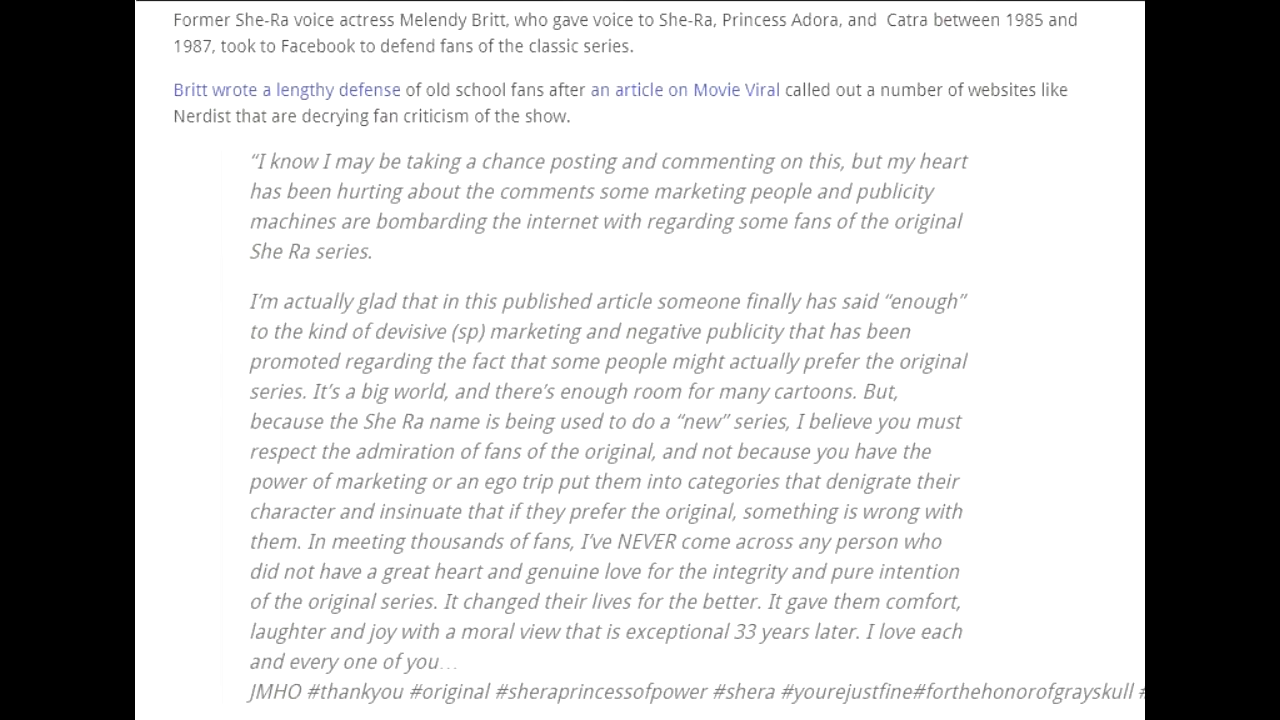 Former She-Ra voice actress Melendy Britt, who gave voice to She-Ra, Princess Adora, and  Catra between 1985 and
1987, took to Facebook to defend fans of the classic series.
Britt wrote a lengthy defense of old school fans after an article on Movie Viral called out a number of websites like
Nerdist that are decrying fan criticism of the show.
“I know I may be taking a chance posting and commenting on this, but my heart
has been hurting about the comments some marketing people and publicity
machines are bombarding the internet with regarding some fans of the original
She Ra series.
I’m actually glad that in this published article someone finally has said “enough”
to the kind of devisive (sp) marketing and negative publicity that has been
promoted regarding the fact that some people might actually prefer the original
series. It’s a big world, and there’s enough room for many cartoons. But,
because the She Ra name is being used to do a “new” series, I believe you must
respect the admiration of fans of the original, and not because you have the
power of marketing or an ego trip put them into categories that denigrate their
character and insinuate that if they prefer the original, something is wrong with
them. In meeting thousands of fans, I’ve NEVER come across any person who
did not have a great heart and genuine love for the integrity and pure intention
of the original series. It changed their lives for the better. It gave them comfort,
laughter and joy with a moral view that is exceptional 33 years later. I love each
and every one of you…
JMHO #thankyou #original #sheraprincessofpower #shera #yourejustfine#forthehonorofgrayskull #